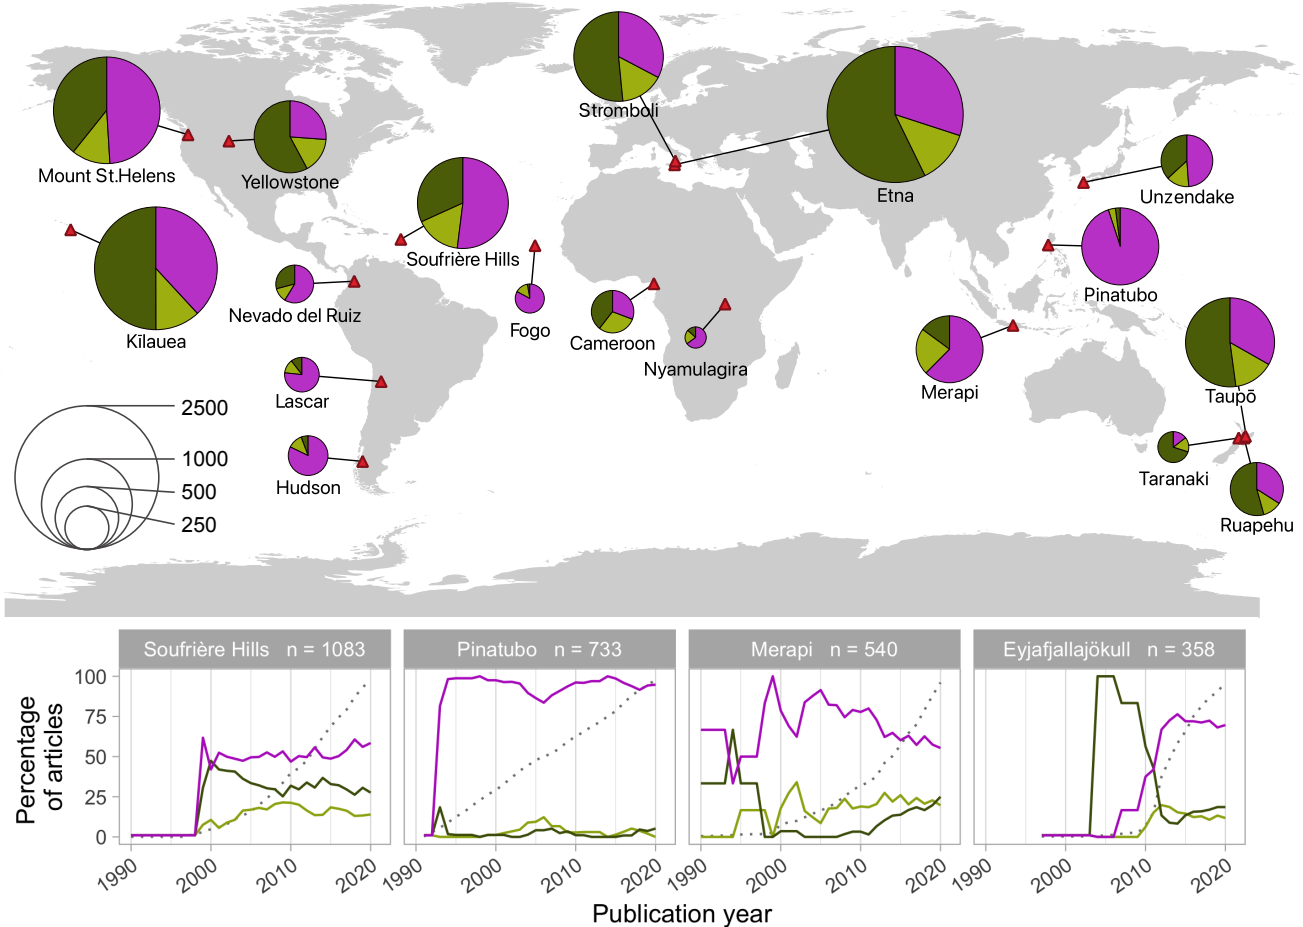 Stromboli
Mount St.Helens
Yellowstone
Etna
Unzendake
Soufrière Hills
Kīlauea
Nevado del Ruiz
Fogo
Cameroon
Nyamulagira
Pinatubo
Merapi
Taupō
Lascar
Hudson
Taranaki
Ruapehu
2500
1000
500
250
Soufrière Hills n = 1083
Pinatubo n = 733
Merapi n = 540
Eyjafjallajökull n = 358
Percentage
of articles
100
75
50
25
0
1990 2000 2010 2020
1990 2000 2010 2020
1990 2000 2010 2020
1990 2000 2010 2020
Publication year